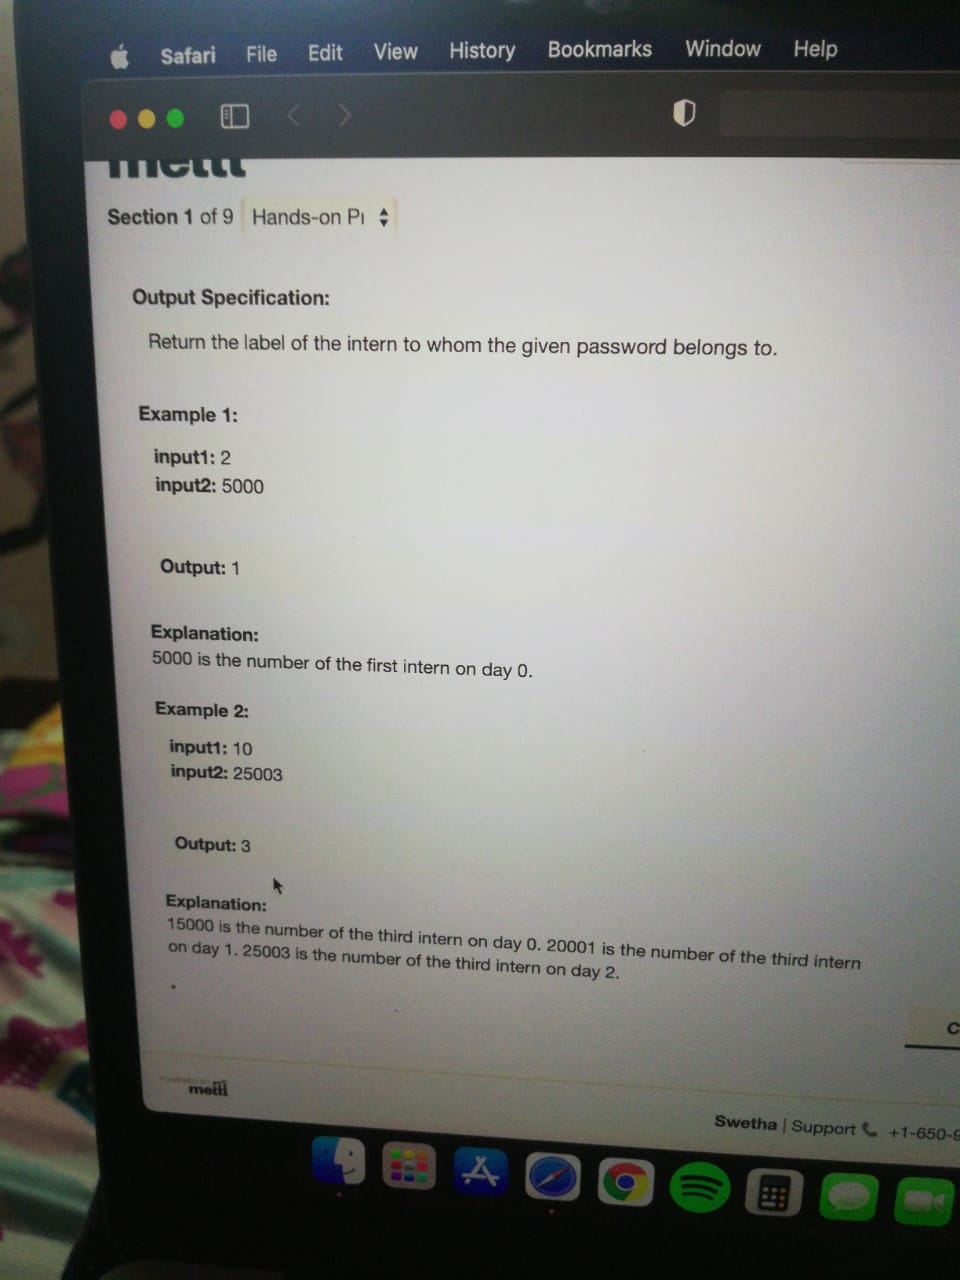 Safari File Edit View History Bookmarks Window Help
mettl
Section 1 of 9 Hands-on Pr
Output Specification:
Return the label of the intern to whom the given password belongs to.
Example 1:
input1: 2
input2: 5000
Output: 1
Explanation:
5000 is the number of the first intern on day 0.
Example 2:
input1: 10
input2: 25003
Output: 3
Explanation:
15000 is the number of the third intern on day 0. 20001 is the number of the third intern
on day 1. 25003 is the number of the third intern on day 2.
C
POWERED BY
mettl
Swetha | Support +1-650-9